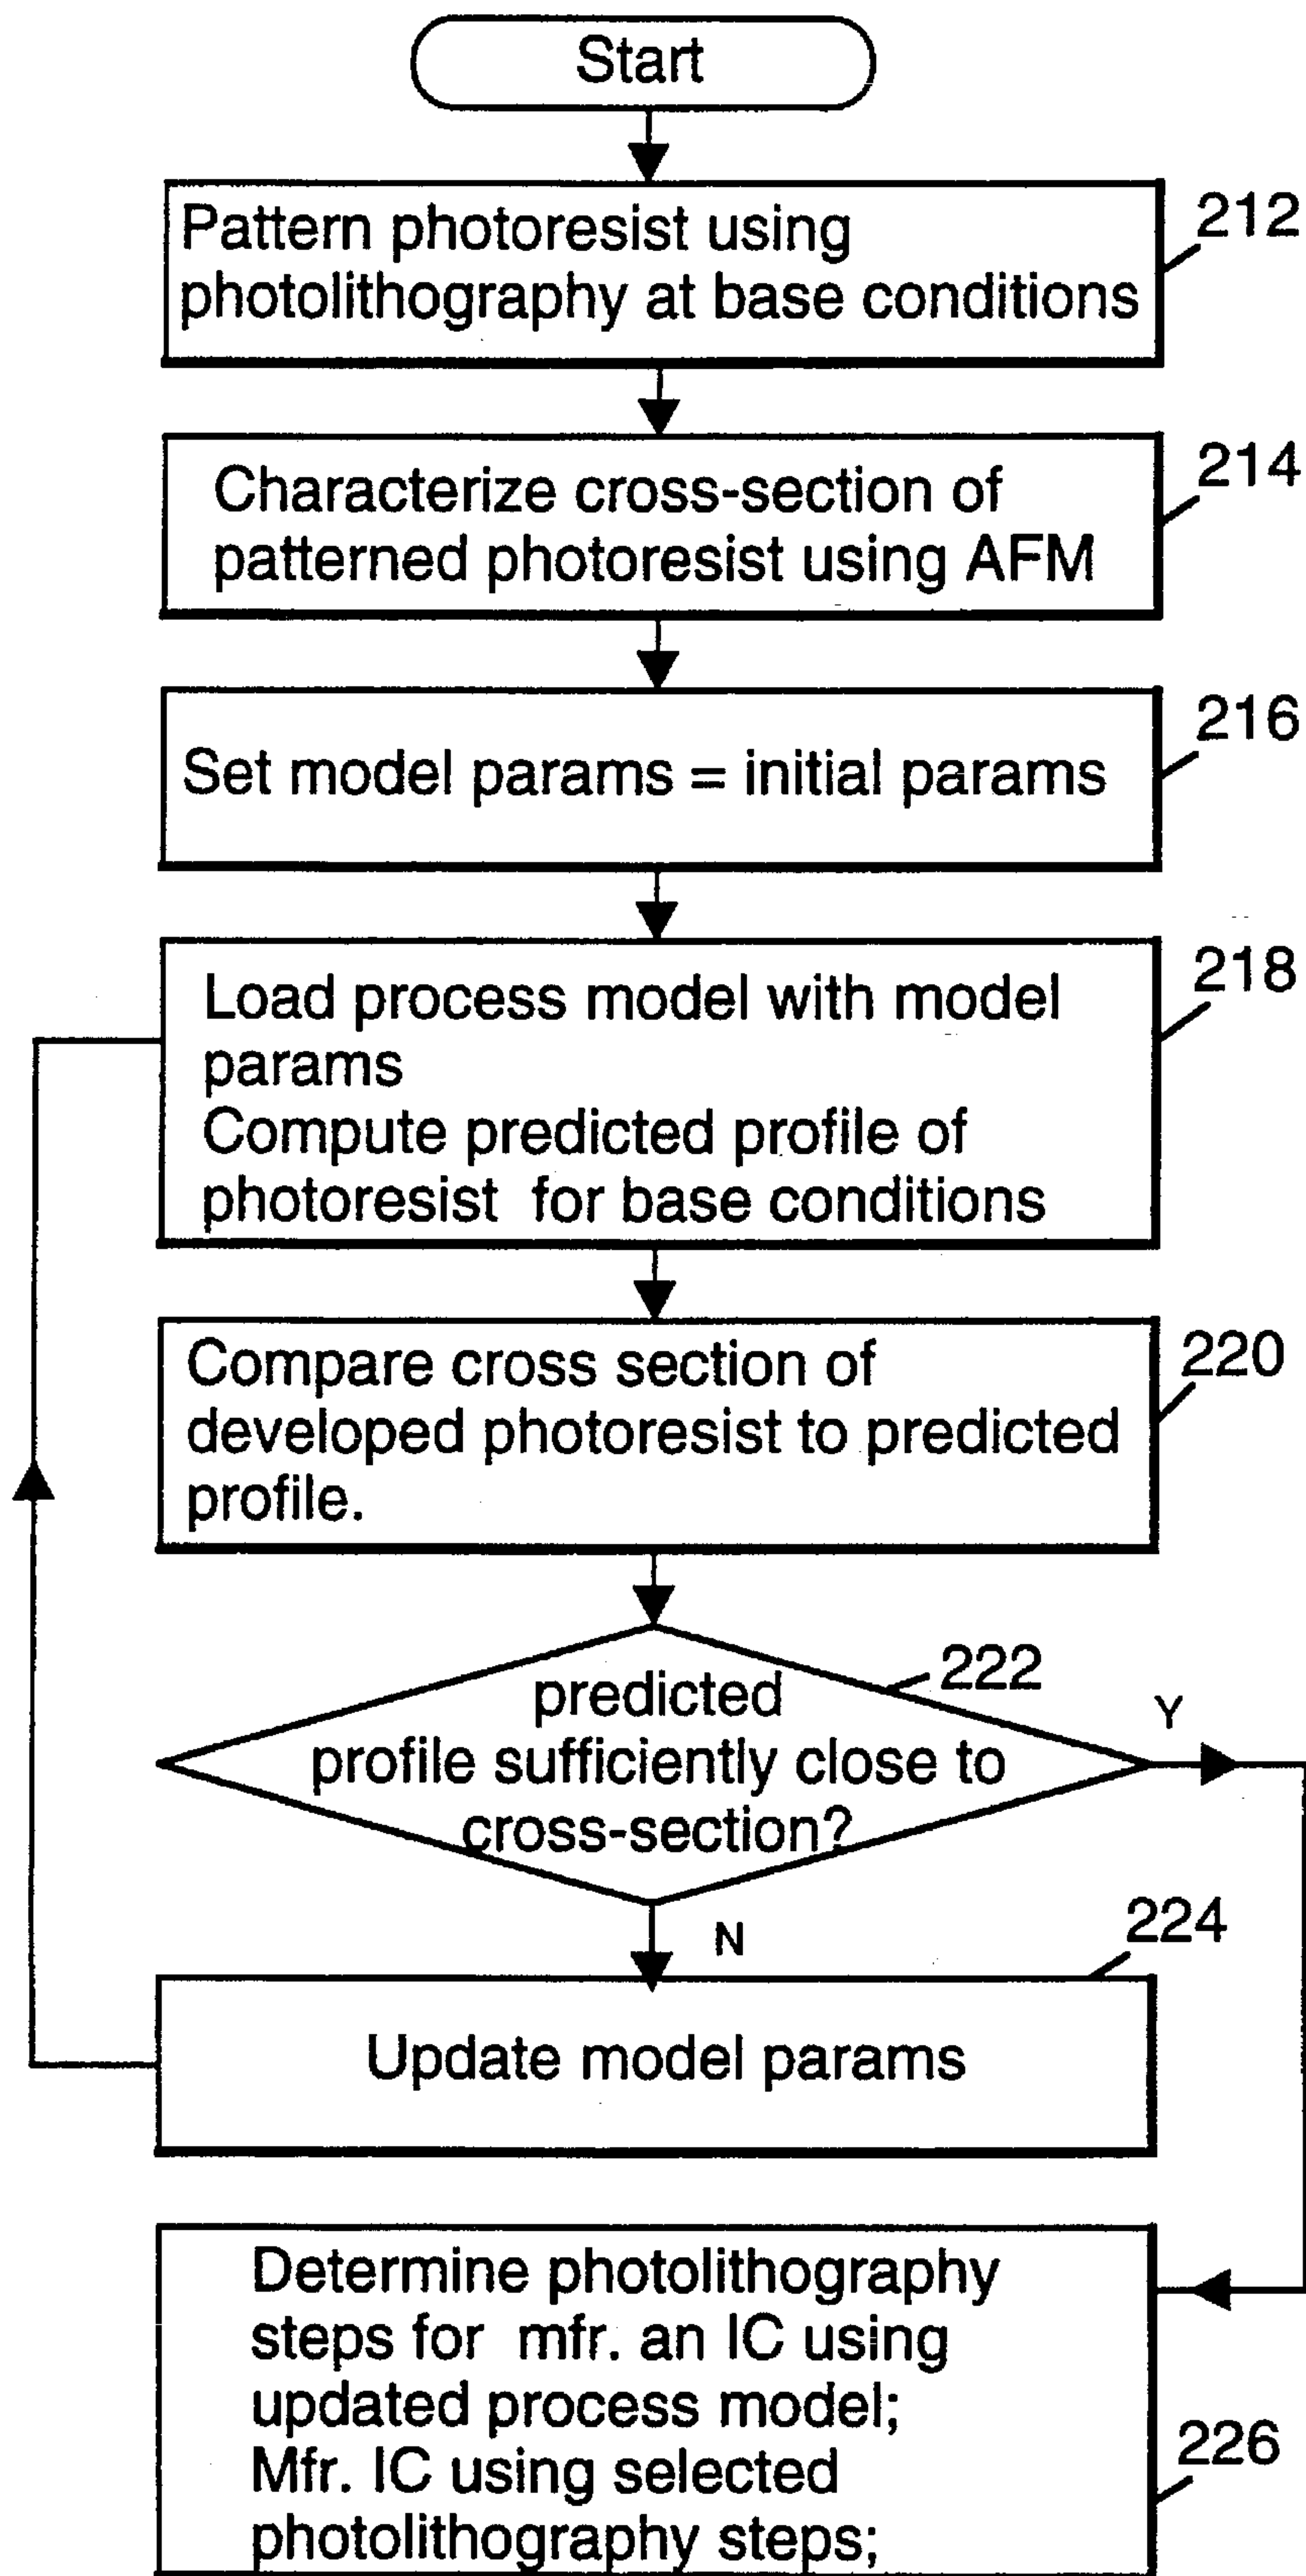 Start
Pattern photoresist using
photolithography at base conditions
212
Characterize cross-section of
patterned photoresist using AFM
214
Set model params = initial params
216
Load process model with model
params
Compute predicted profile of
photoresist for base conditions
218
Compare cross section of
developed photoresist to predicted
profile.
220
predicted
profile sufficiently close to
cross-section?
222
Y
N
224
Update model params
Determine photolithography
steps for mfr. an IC using
updated process model;
Mfr. IC using selected
photolithography steps;
226